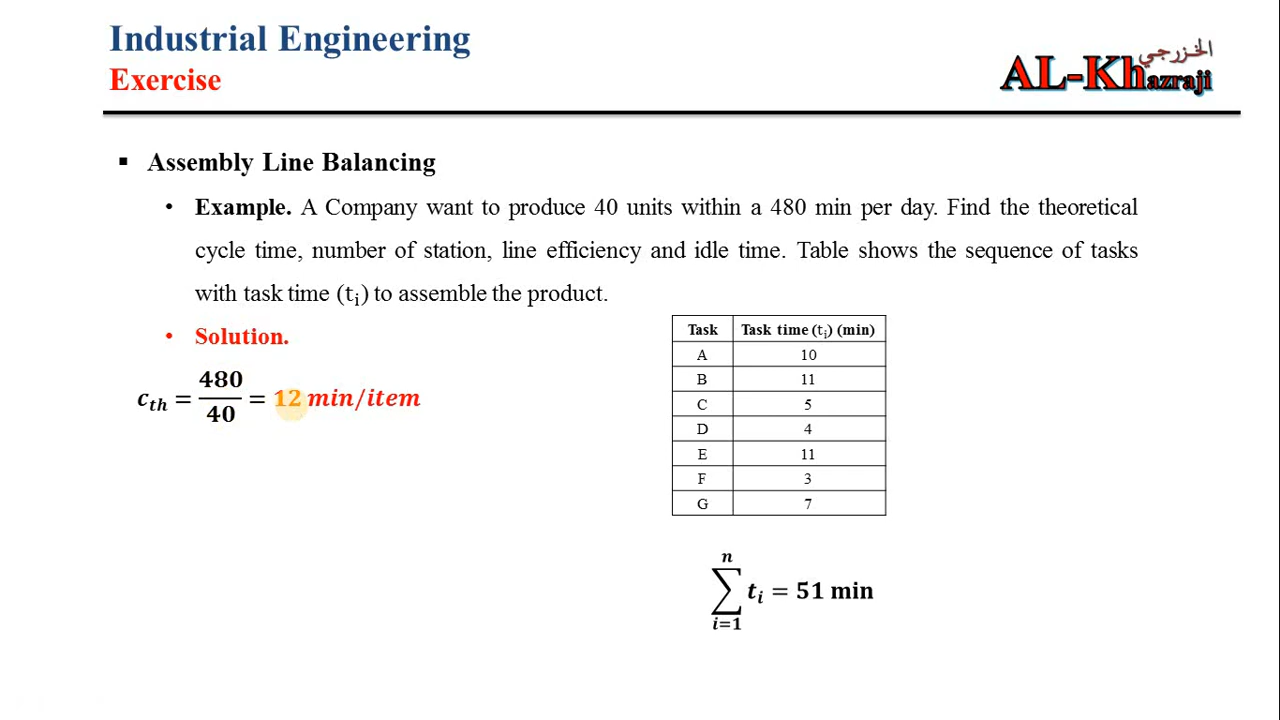 Industrial Engineering
Exercise
الخزرجي
AL-Khazraji
▪ Assembly Line Balancing
• Example. A Company want to produce 40 units within a 480 min per day. Find the theoretical
cycle time, number of station, line efficiency and idle time. Table shows the sequence of tasks
with task time (tᵢ) to assemble the product.
• Solution.
c_th = 480/40 = 12 min/item
Task Task time (tᵢ) (min)
A 10
B 11
C 5
D 4
E 11
F 3
G 7
n
∑ tᵢ = 51 min
i=1